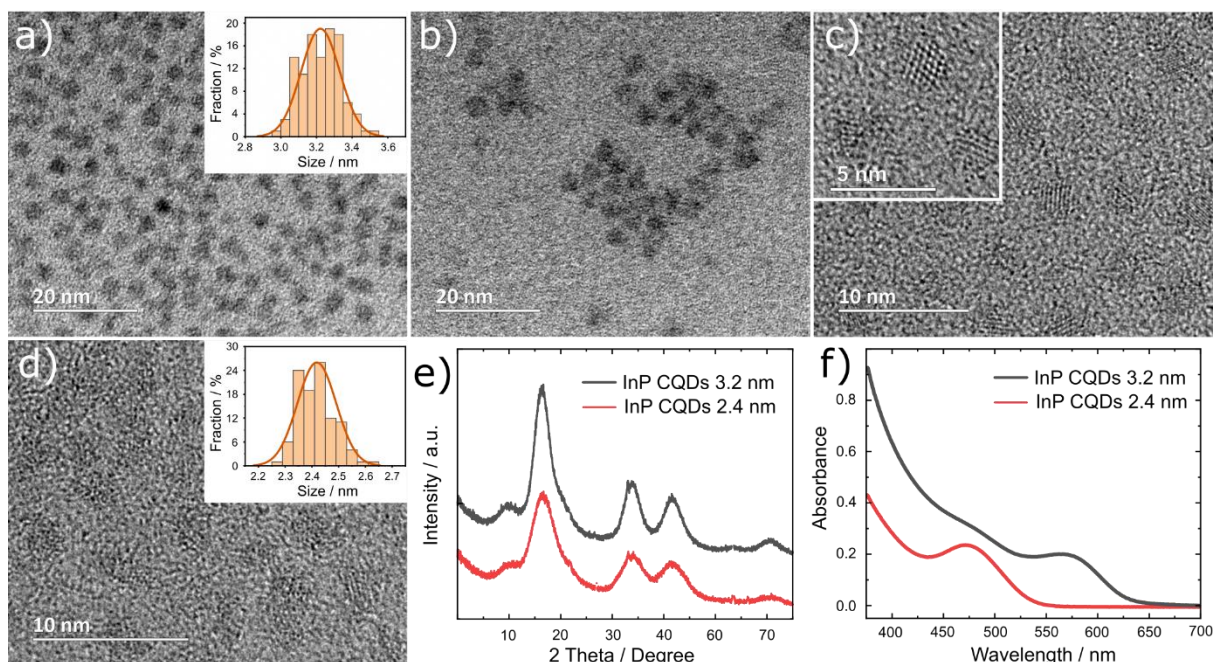 a)
20
16
12
8
4
0
Fraction / %
2.8 3.0 3.2 3.4 3.6
Size / nm
20 nm
b)
20 nm
c)
5 nm
10 nm
d)
30
24
18
12
6
0
Fraction / %
2.2 2.3 2.4 2.5 2.6 2.7
Size / nm
10 nm
e)
InP CQDs 3.2 nm
InP CQDs 2.4 nm
Intensity / a.u.
10 20 30 40 50 60 70
2 Theta / Degree
f)
InP CQDs 3.2 nm
InP CQDs 2.4 nm
Absorbance
0.8
0.6
0.4
0.2
0.0
400 450 500 550 600 650 700
Wavelength / nm